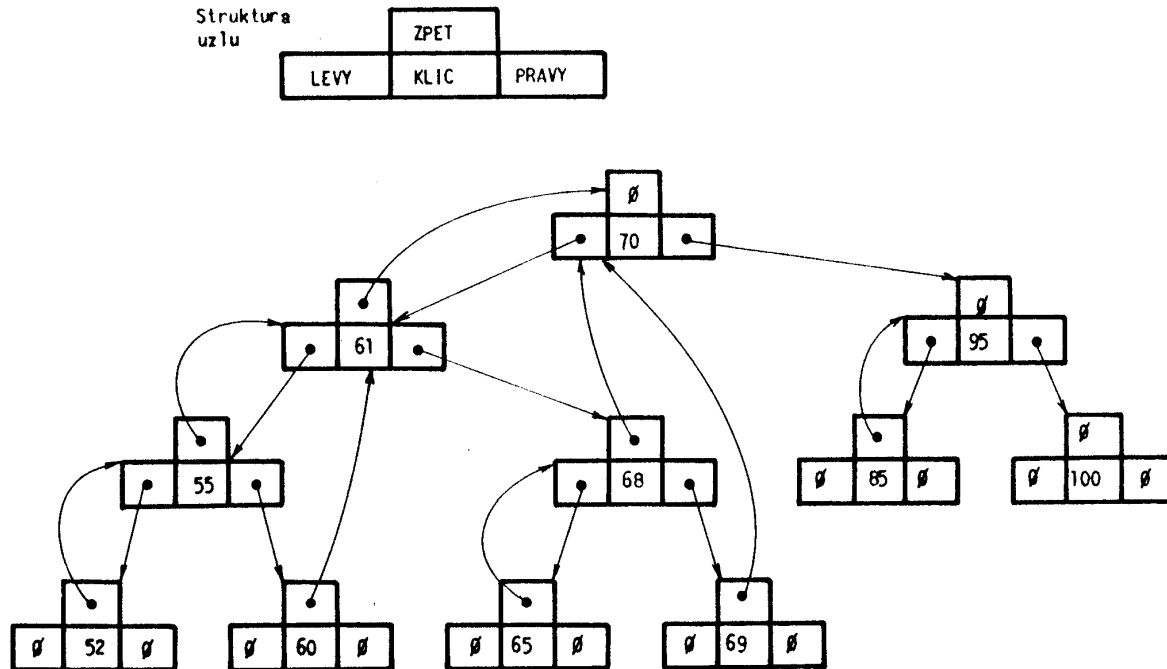 Struktura
uzlu
ZPET
LEVY KLIC PRAVY
ø
70
61
ø
95
55
68
ø
85
ø
ø
ø
100
ø
ø
52
ø
ø
60
ø
ø
65
ø
ø
69
ø